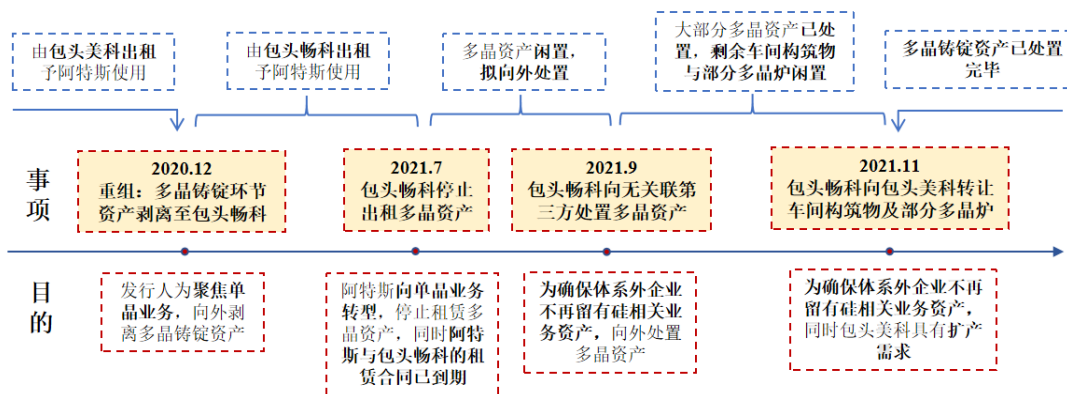 由包头美科出租
予阿特斯使用
由包头畅科出租
予阿特斯使用
多晶资产闲置，
拟向外处置
大部分多晶资产已处
置，剩余车间构筑物
与部分多晶炉闲置
多晶铸锭资产已处置
完毕
事
项
2020.12
重组：多晶铸锭环节
资产剥离至包头畅科
2021.7
包头畅科停止
出租多晶资产
2021.9
包头畅科向无关联第
三方处置多晶资产
2021.11
包头畅科向包头美科转让
车间构筑物及部分多晶炉
目
的
发行人为聚焦单
晶业务，向外剥
离多晶铸锭资产
阿特斯向单晶业务
转型，停止租赁多
晶资产，同时阿特
斯与包头畅科的租
赁合同已到期
为确保体系外企业
不再留有硅相关业
务资产，向外处置
多晶资产
为确保体系外企业不再
留有硅相关业务资产，
同时包头美科具有扩产
需求